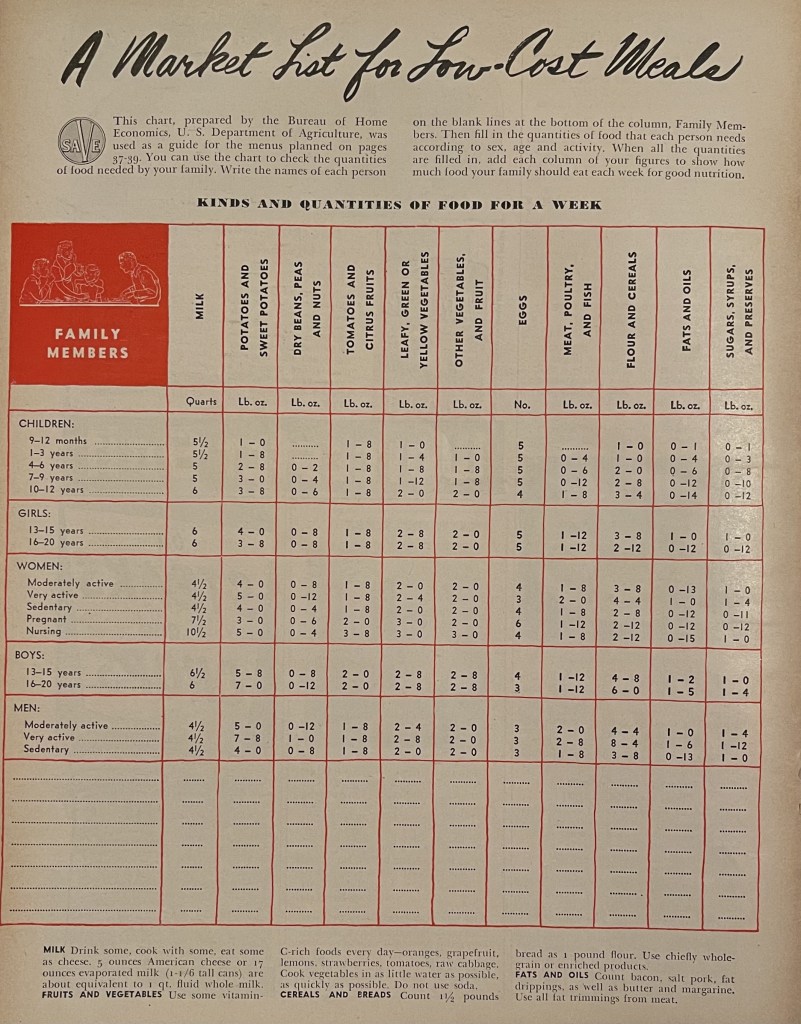 A Market List for Low-Cost Meals
SAVE
This chart, prepared by the Bureau of Home
Economics, U. S. Department of Agriculture, was
used as a guide for the menus planned on pages
37-39. You can use the chart to check the quantities
of food needed by your family. Write the names of each person
on the blank lines at the bottom of the column, Family Mem-
bers. Then fill in the quantities of food that each person needs
according to sex, age and activity. When all the quantities
are filled in, add each column of your figures to show how
much food your family should eat each week for good nutrition.
KINDS AND QUANTITIES OF FOOD FOR A WEEK
FAMILY
MEMBERS
MILK
POTATOES AND
SWEET POTATOES
DRY BEANS, PEAS
AND NUTS
TOMATOES AND
CITRUS FRUITS
LEAFY, GREEN OR
YELLOW VEGETABLES
OTHER VEGETABLES,
AND FRUIT
EGGS
MEAT, POULTRY,
AND FISH
FLOUR AND CEREALS
FATS AND OILS
SUGARS, SYRUPS,
AND PRESERVES
Quarts Lb. oz. Lb. oz. Lb. oz. Lb. oz. Lb. oz. No. Lb. oz. Lb. oz. Lb. oz. Lb. oz.
CHILDREN:
9–12 months 5½ 1 – 0 ......... 1 – 8 1 – 0 ......... 5 ......... 1 – 0 0 – 1 0 – 1
1–3 years 5½ 1 – 8 ......... 1 – 8 1 – 4 1 – 0 5 0 – 4 1 – 0 0 – 4 0 – 3
4–6 years 5 2 – 8 0 – 2 1 – 8 1 – 8 1 – 8 5 0 – 6 2 – 0 0 – 6 0 – 8
7–9 years 5 3 – 0 0 – 4 1 – 8 1 –12 1 – 8 5 0 –12 2 – 8 0 –12 0 –10
10–12 years 6 3 – 8 0 – 6 1 – 8 2 – 0 2 – 0 4 1 – 8 3 – 4 0 –14 0 –12
GIRLS:
13–15 years 6 4 – 0 0 – 8 1 – 8 2 – 8 2 – 0 5 1 –12 3 – 8 1 – 0 1 – 0
16–20 years 6 3 – 8 0 – 8 1 – 8 2 – 8 2 – 0 5 1 –12 2 –12 0 –12 0 –12
WOMEN:
Moderately active 4½ 4 – 0 0 – 8 1 – 8 2 – 0 2 – 0 4 1 – 8 3 – 8 0 –13 1 – 0
Very active 4½ 5 – 0 0 –12 1 – 8 2 – 4 2 – 0 3 2 – 0 4 – 4 1 – 0 1 – 4
Sedentary 4½ 4 – 0 0 – 4 1 – 8 2 – 0 2 – 0 4 1 – 8 2 – 8 0 –12 0 –11
Pregnant 7½ 3 – 0 0 – 6 2 – 0 3 – 0 2 – 0 6 1 –12 2 –12 0 –12 0 –12
Nursing 10½ 5 – 0 0 – 4 3 – 8 3 – 0 3 – 0 4 1 – 8 2 –12 0 –15 1 – 0
BOYS:
13–15 years 6½ 5 – 8 0 – 8 2 – 0 2 – 8 2 – 8 4 1 –12 4 – 8 1 – 2 1 – 0
16–20 years 6 7 – 0 0 –12 2 – 0 2 – 8 2 – 8 3 1 –12 6 – 0 1 – 5 1 – 4
MEN:
Moderately active 4½ 5 – 0 0 –12 1 – 8 2 – 4 2 – 0 3 2 – 0 4 – 4 1 – 0 1 – 4
Very active 4½ 7 – 8 1 – 0 1 – 8 2 – 8 2 – 0 3 2 – 8 8 – 4 1 – 6 1 –12
Sedentary 4½ 4 – 0 0 – 8 1 – 8 2 – 0 2 – 0 3 1 – 8 3 – 8 0 –13 1 – 0
MILK Drink some, cook with some, eat some
as cheese. 5 ounces American cheese or 17
ounces evaporated milk (1-1/6 tall cans) are
about equivalent to 1 qt. fluid whole milk.
FRUITS AND VEGETABLES Use some vitamin-
C-rich foods every day—oranges, grapefruit,
lemons, strawberries, tomatoes, raw cabbage.
Cook vegetables in as little water as possible,
as quickly as possible. Do not use soda.
CEREALS AND BREADS Count 1½ pounds
bread as 1 pound flour. Use chiefly whole-
grain or enriched products.
FATS AND OILS Count bacon, salt pork, fat
drippings, as well as butter and margarine.
Use all fat trimmings from meat.